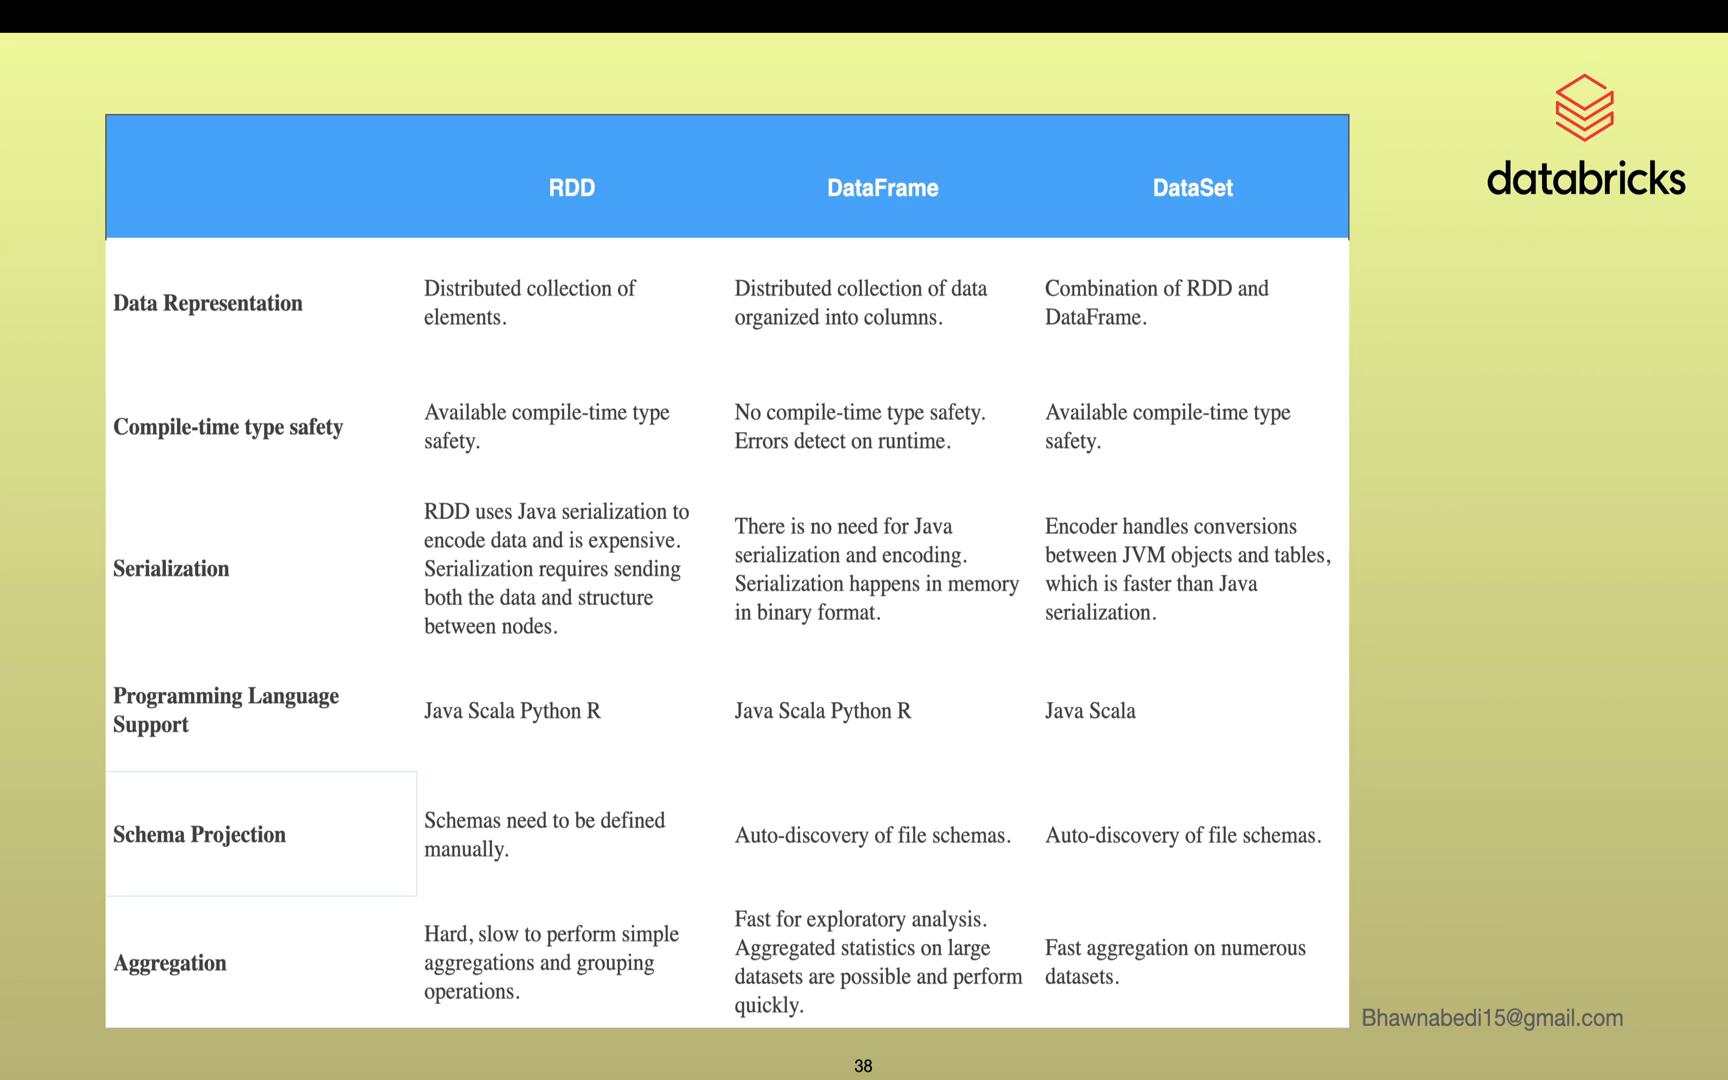 databricks
RDD
DataFrame
DataSet
Data Representation
Distributed collection of
elements.
Distributed collection of data
organized into columns.
Combination of RDD and
DataFrame.
Compile-time type safety
Available compile-time type
safety.
No compile-time type safety.
Errors detect on runtime.
Available compile-time type
safety.
Serialization
RDD uses Java serialization to
encode data and is expensive.
Serialization requires sending
both the data and structure
between nodes.
There is no need for Java
serialization and encoding.
Serialization happens in memory
in binary format.
Encoder handles conversions
between JVM objects and tables,
which is faster than Java
serialization.
Programming Language
Support
Java Scala Python R
Java Scala Python R
Java Scala
Schema Projection
Schemas need to be defined
manually.
Auto-discovery of file schemas.
Auto-discovery of file schemas.
Aggregation
Hard, slow to perform simple
aggregations and grouping
operations.
Fast for exploratory analysis.
Aggregated statistics on large
datasets are possible and perform
quickly.
Fast aggregation on numerous
datasets.
Bhawnabedi15@gmail.com
38